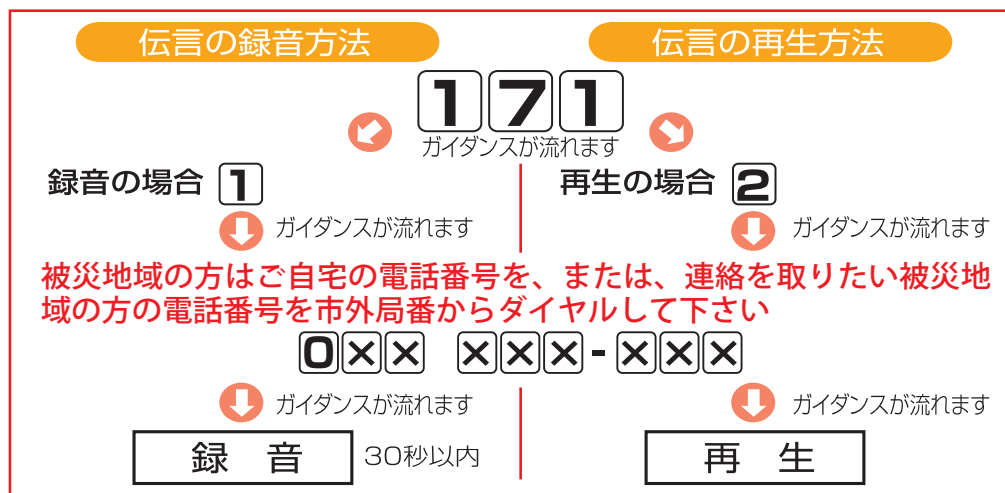 伝言の録音方法
伝言の再生方法
171
ガイダンスが流れます
録音の場合 1
再生の場合 2
ガイダンスが流れます
ガイダンスが流れます
被災地域の方はご自宅の電話番号を、または、連絡を取りたい被災地
域の方の電話番号を市外局番からダイヤルして下さい
0×× ×××-×××
ガイダンスが流れます
ガイダンスが流れます
録 音 30秒以内
再 生